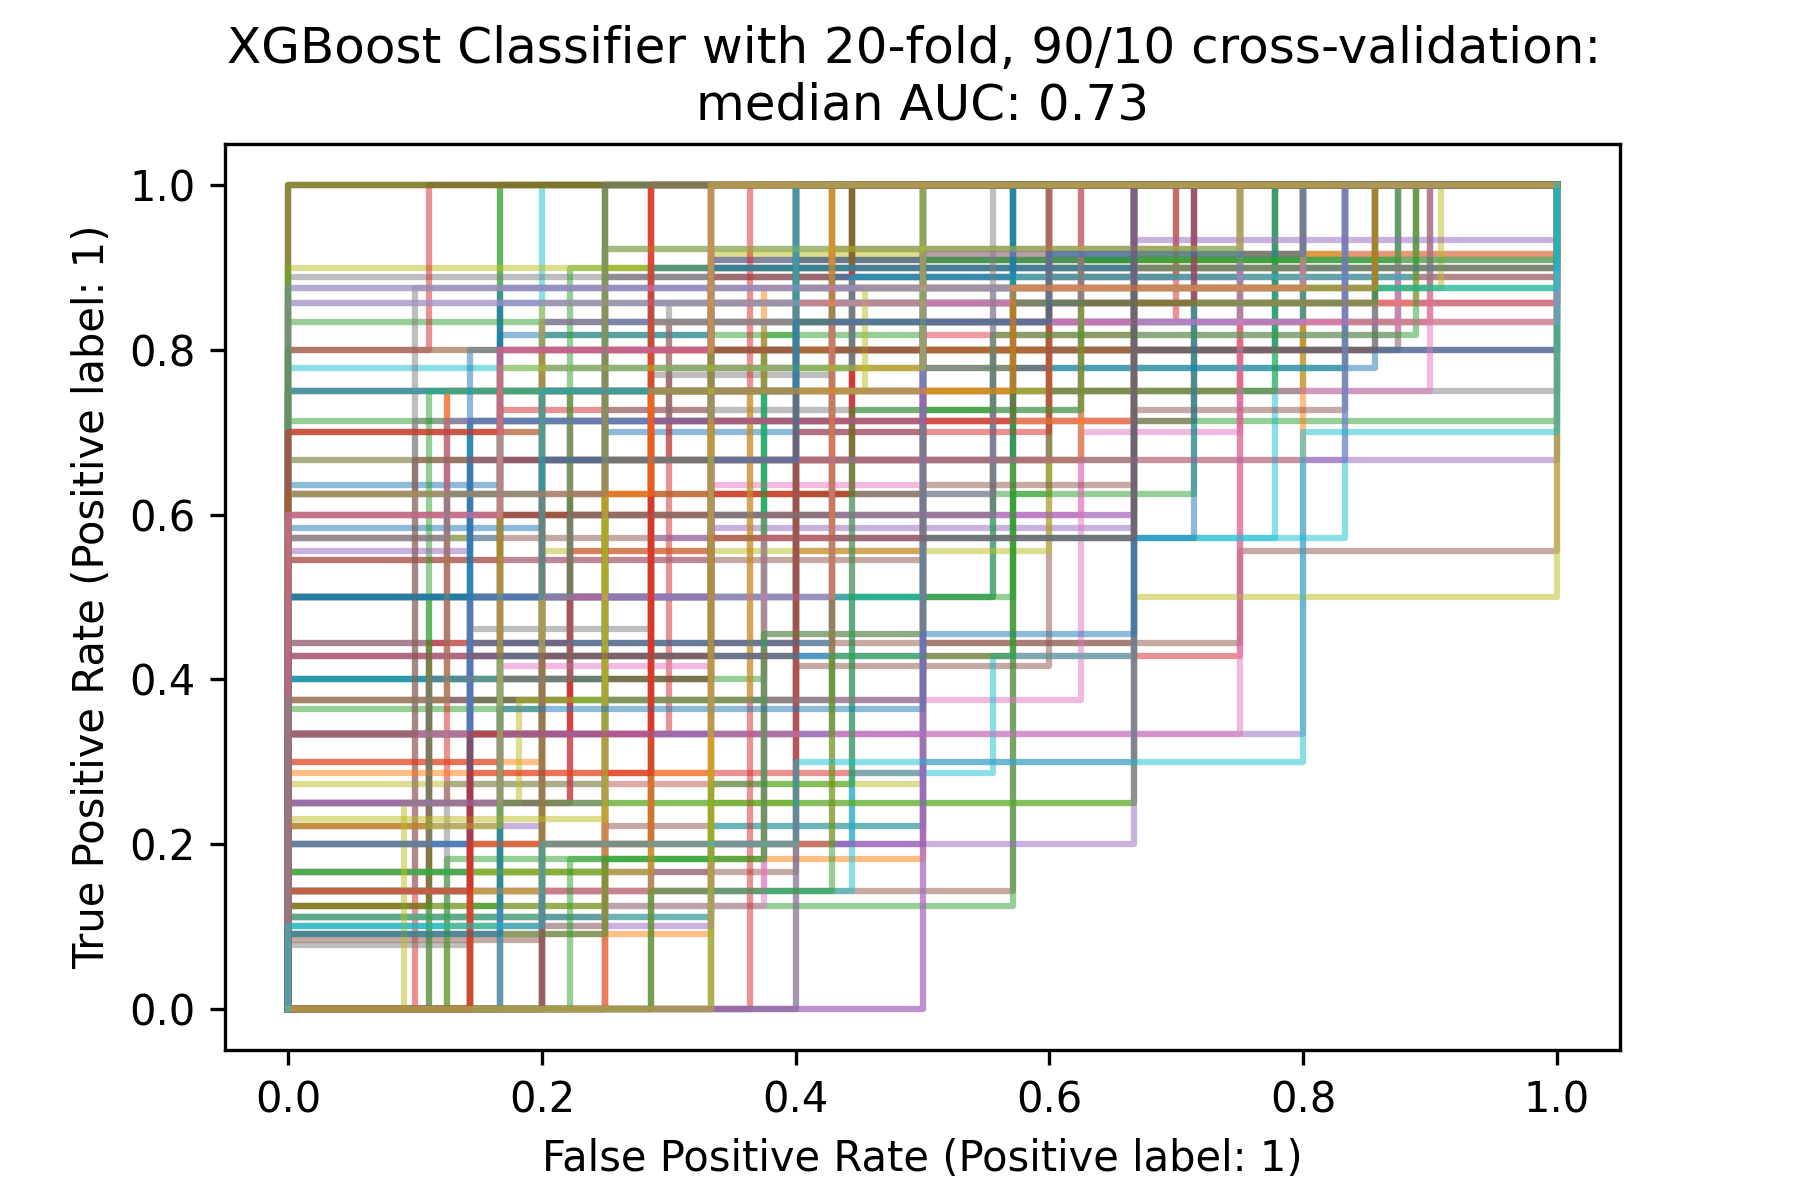 XGBoost Classifier with 20-fold, 90/10 cross-validation:
median AUC: 0.73
True Positive Rate (Positive label: 1)
1.0
0.8
0.6
0.4
0.2
0.0
0.0 0.2 0.4 0.6 0.8 1.0
False Positive Rate (Positive label: 1)